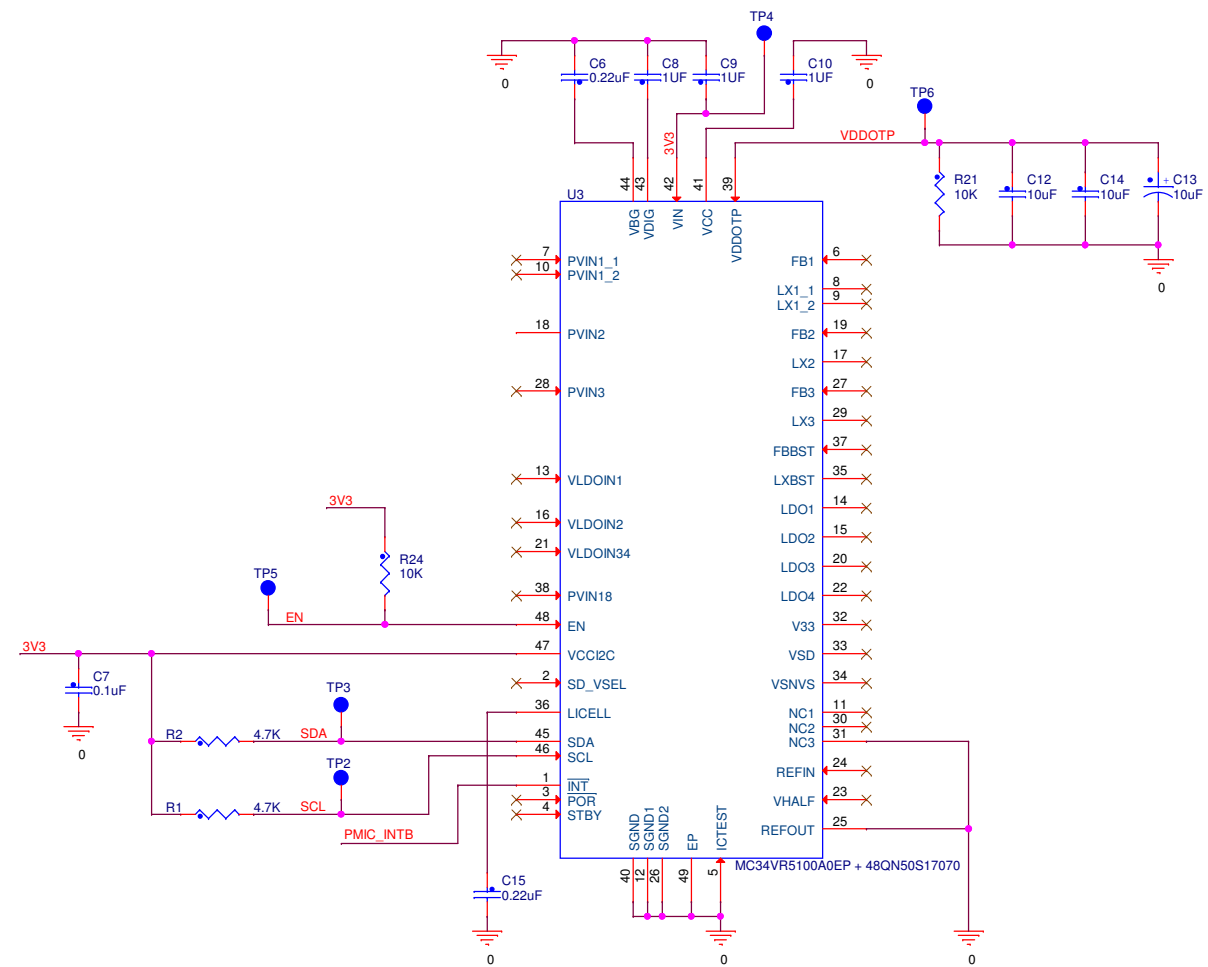 TP4
C6
0.22uF
C8
1UF
C9
1UF
C10
1UF
0
0
TP6
3V3
VDDOTP
44
43
42
41
39
R21
10K
C12
10uF
C14
10uF
+
C13
10uF
0
U3
VBG
VDIG
VIN
VCC
VDDOTP
7
PVIN1_1
10
PVIN1_2
18
PVIN2
28
PVIN3
13
VLDOIN1
16
VLDOIN2
21
VLDOIN34
38
PVIN18
48
EN
47
VCCI2C
2
SD_VSEL
36
LICELL
45
SDA
46
SCL
1
INT
3
POR
4
STBY
FB1
6
LX1_1
8
LX1_2
9
FB2
19
LX2
17
FB3
27
LX3
29
FBBST
37
LXBST
35
LDO1
14
LDO2
15
LDO3
20
LDO4
22
V33
32
VSD
33
VSNVS
34
NC1
11
NC2
30
NC3
31
REFIN
24
VHALF
23
REFOUT
25
3V3
R24
10K
TP5
EN
3V3
C7
0.1uF
0
TP3
R2
4.7K
SDA
TP2
R1
4.7K
SCL
PMIC_INTB
SGND
SGND1
SGND2
EP
ICTEST
40
12
26
49
5
MC34VR5100A0EP + 48QN50S17070
C15
0.22uF
0
0
0